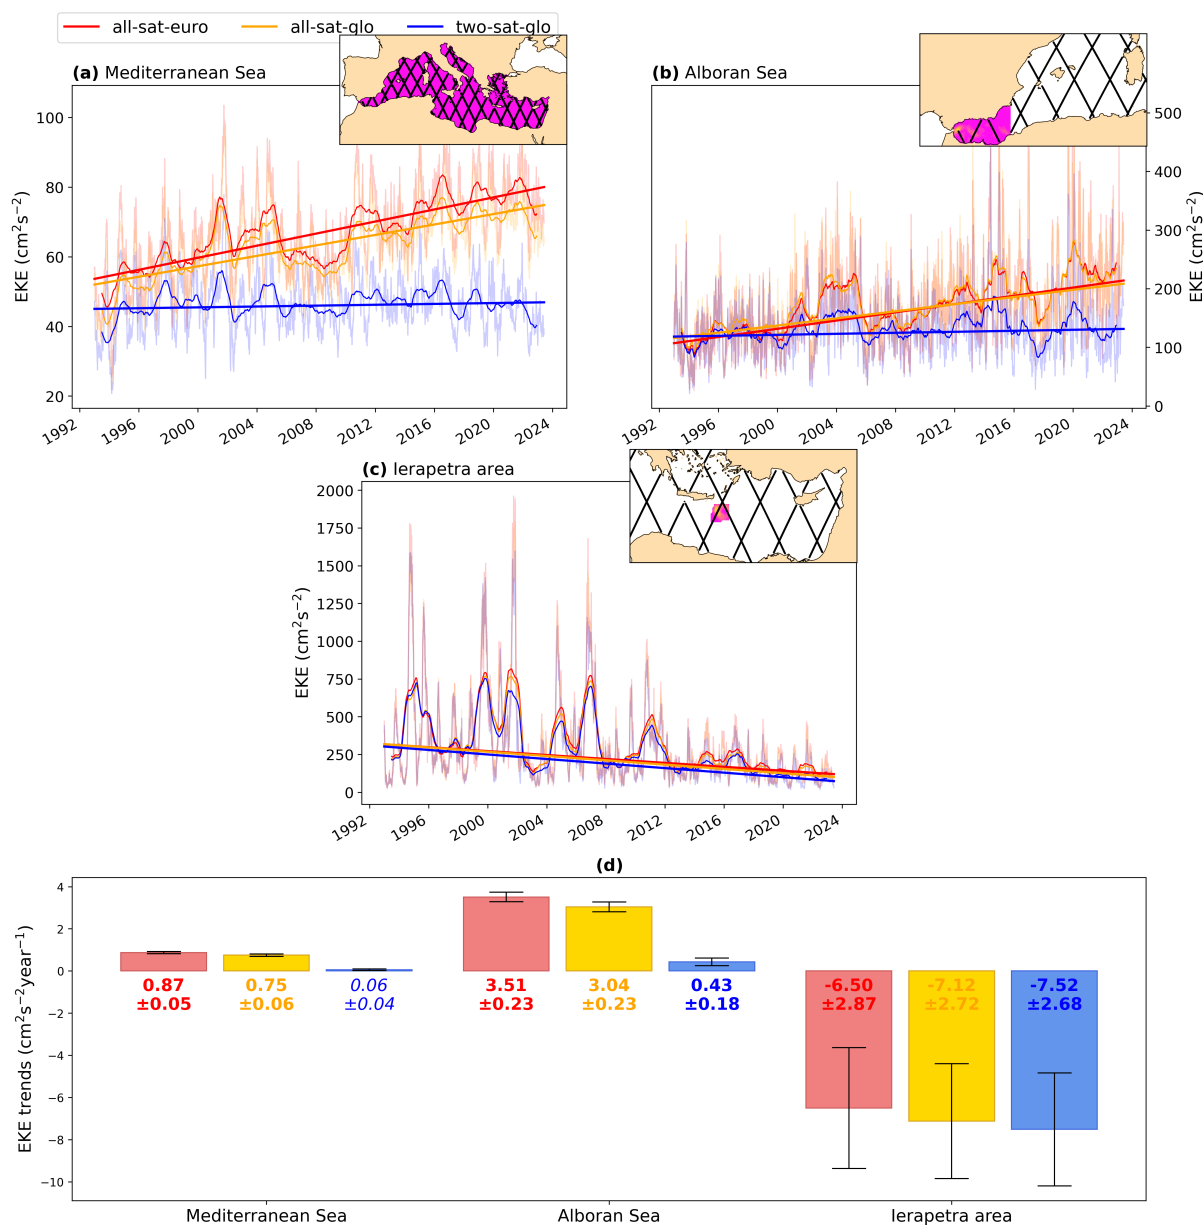 all-sat-euro all-sat-glo two-sat-glo
(a) Mediterranean Sea
EKE (cm²s⁻²)
100
80
60
40
20
1992 1996 2000 2004 2008 2012 2016 2020 2024
(b) Alboran Sea
EKE (cm²s⁻²)
500
400
300
200
100
0
1992 1996 2000 2004 2008 2012 2016 2020 2024
(c) Ierapetra area
EKE (cm²s⁻²)
2000
1750
1500
1250
1000
750
500
250
0
1992 1996 2000 2004 2008 2012 2016 2020 2024
(d)
EKE trends (cm²s⁻²year⁻¹)
4
2
0
−2
−4
−6
−8
−10
0.87 0.75 0.06 3.51 3.04 0.43 -6.50 -7.12 -7.52
±0.05 ±0.06 ±0.04 ±0.23 ±0.23 ±0.18 ±2.87 ±2.72 ±2.68
Mediterranean Sea Alboran Sea Ierapetra area